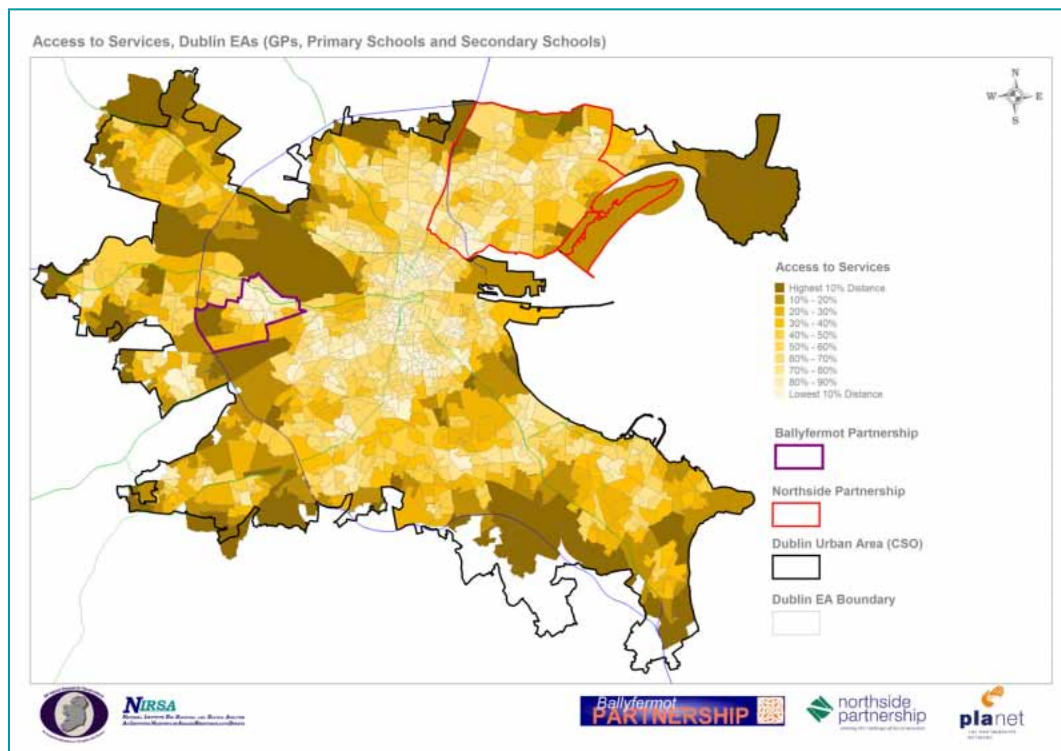 Access to Services, Dublin EAs (GPs, Primary Schools and Secondary Schools)
N
W E
S
Access to Services
Highest 10% Distance
10% - 20%
20% - 30%
30% - 40%
40% - 50%
50% - 60%
60% - 70%
70% - 80%
80% - 90%
Lowest 10% Distance
Ballyfermot Partnership
Northside Partnership
Dublin Urban Area (CSO)
Dublin EA Boundary
NIRSA
Ballyfermot
PARTNERSHIP
northside
partnership
planet